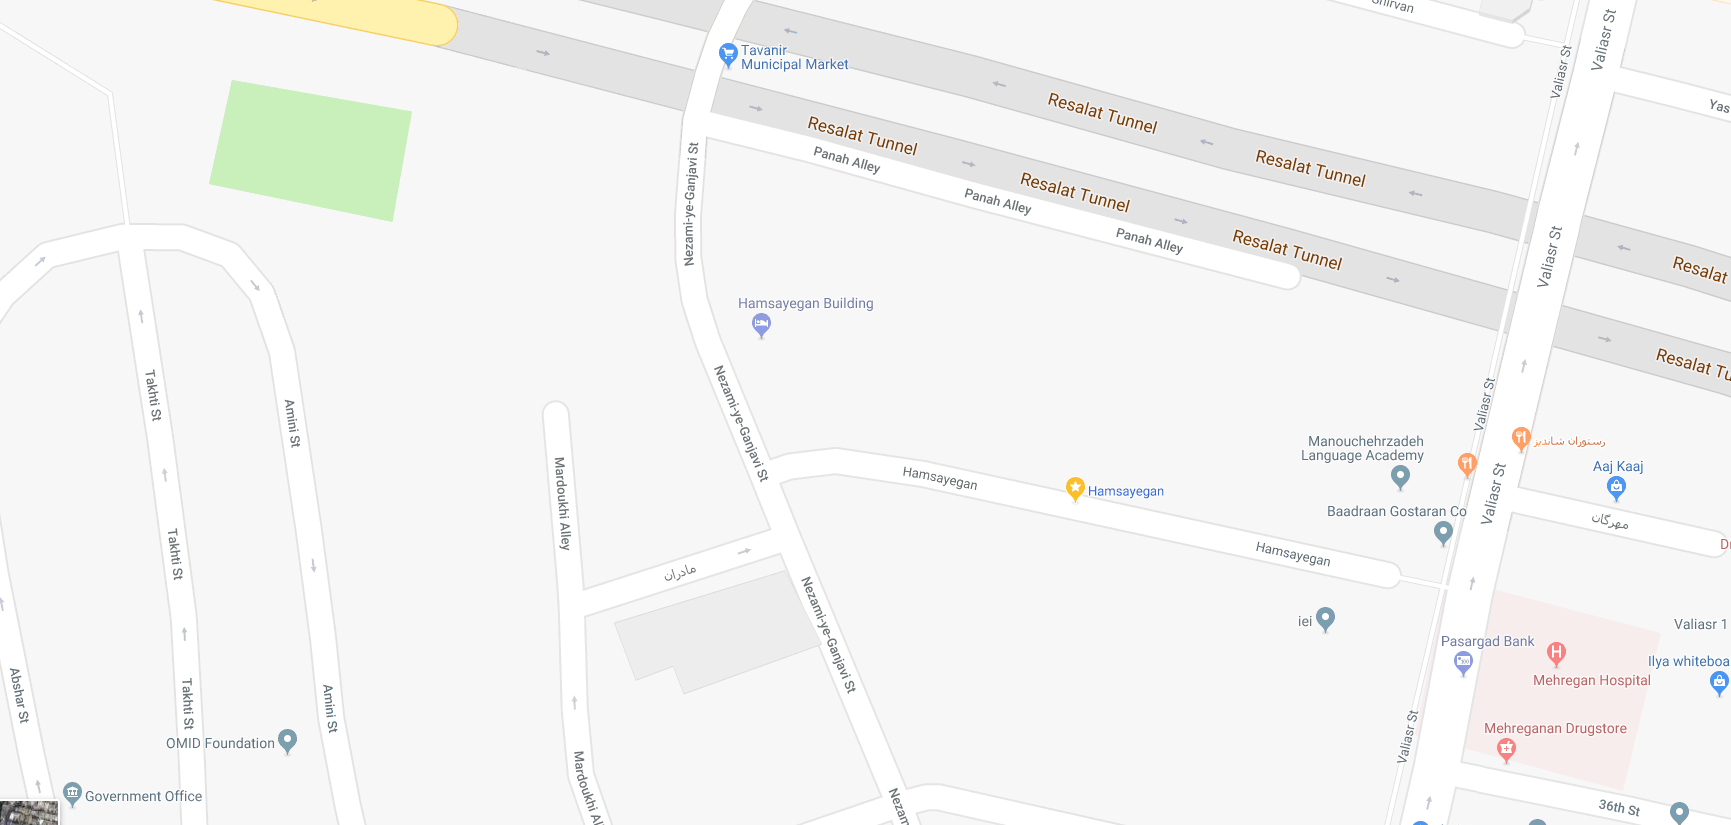 Shirvan
Valiasr St
Valiasr St
Tavanir
Municipal Market
Resalat Tunnel
Yas
Resalat Tunnel
Panah Alley
Resalat Tunnel
Nezami-ye-Ganjavi St
Resalat Tunnel
Panah Alley
Panah Alley
Resalat Tunnel
Valiasr St
Resalat
Hamsayegan Building
Resalat Tu
Takhti St
Amini St
Nezami-ye-Ganjavi St
Valiasr St
Manouchehrzadeh
Language Academy
رستوران شاندیز
Aaj Kaaj
Hamsayegan
Hamsayegan
Valiasr St
Mardoukhi Alley
Baadraan Gostaran Co
مهرگان
Takhti St
Hamsayegan
مادران
iei
Nezami-ye-Ganjavi St
Valiasr 1
Pasargad Bank
Ilya whiteboa
Mehregan Hospital
Abshar St
Takhti St
Amini St
OMID Foundation
Mehreganan Drugstore
Valiasr St
Mardoukhi Al
Government Office
Nezam
36th St